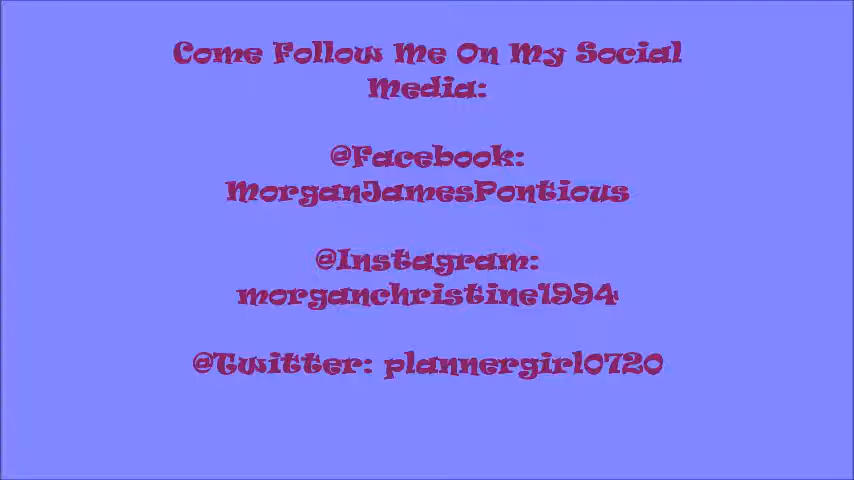 Come Follow Me On My Social
Media:
@Facebook:
MorganJamesPontious
@Instagram:
morganchristine1994
@Twitter: plannergirl0720